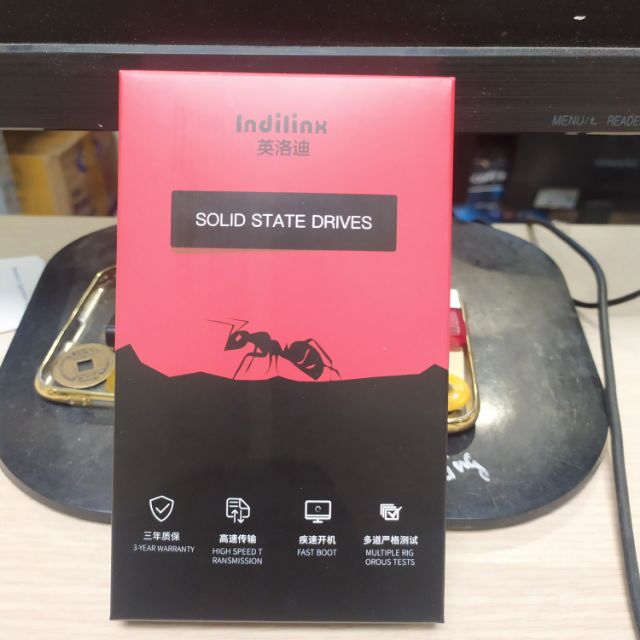 MENU/
READER
Indilinx
英洛迪
SOLID STATE DRIVES
三年质保
3-YEAR WARRANTY
高速传输
HIGH SPEED T
RANSMISSION
疾速开机
FAST BOOT
多道严格测试
MULTIPLE RIG
OROUS TESTS